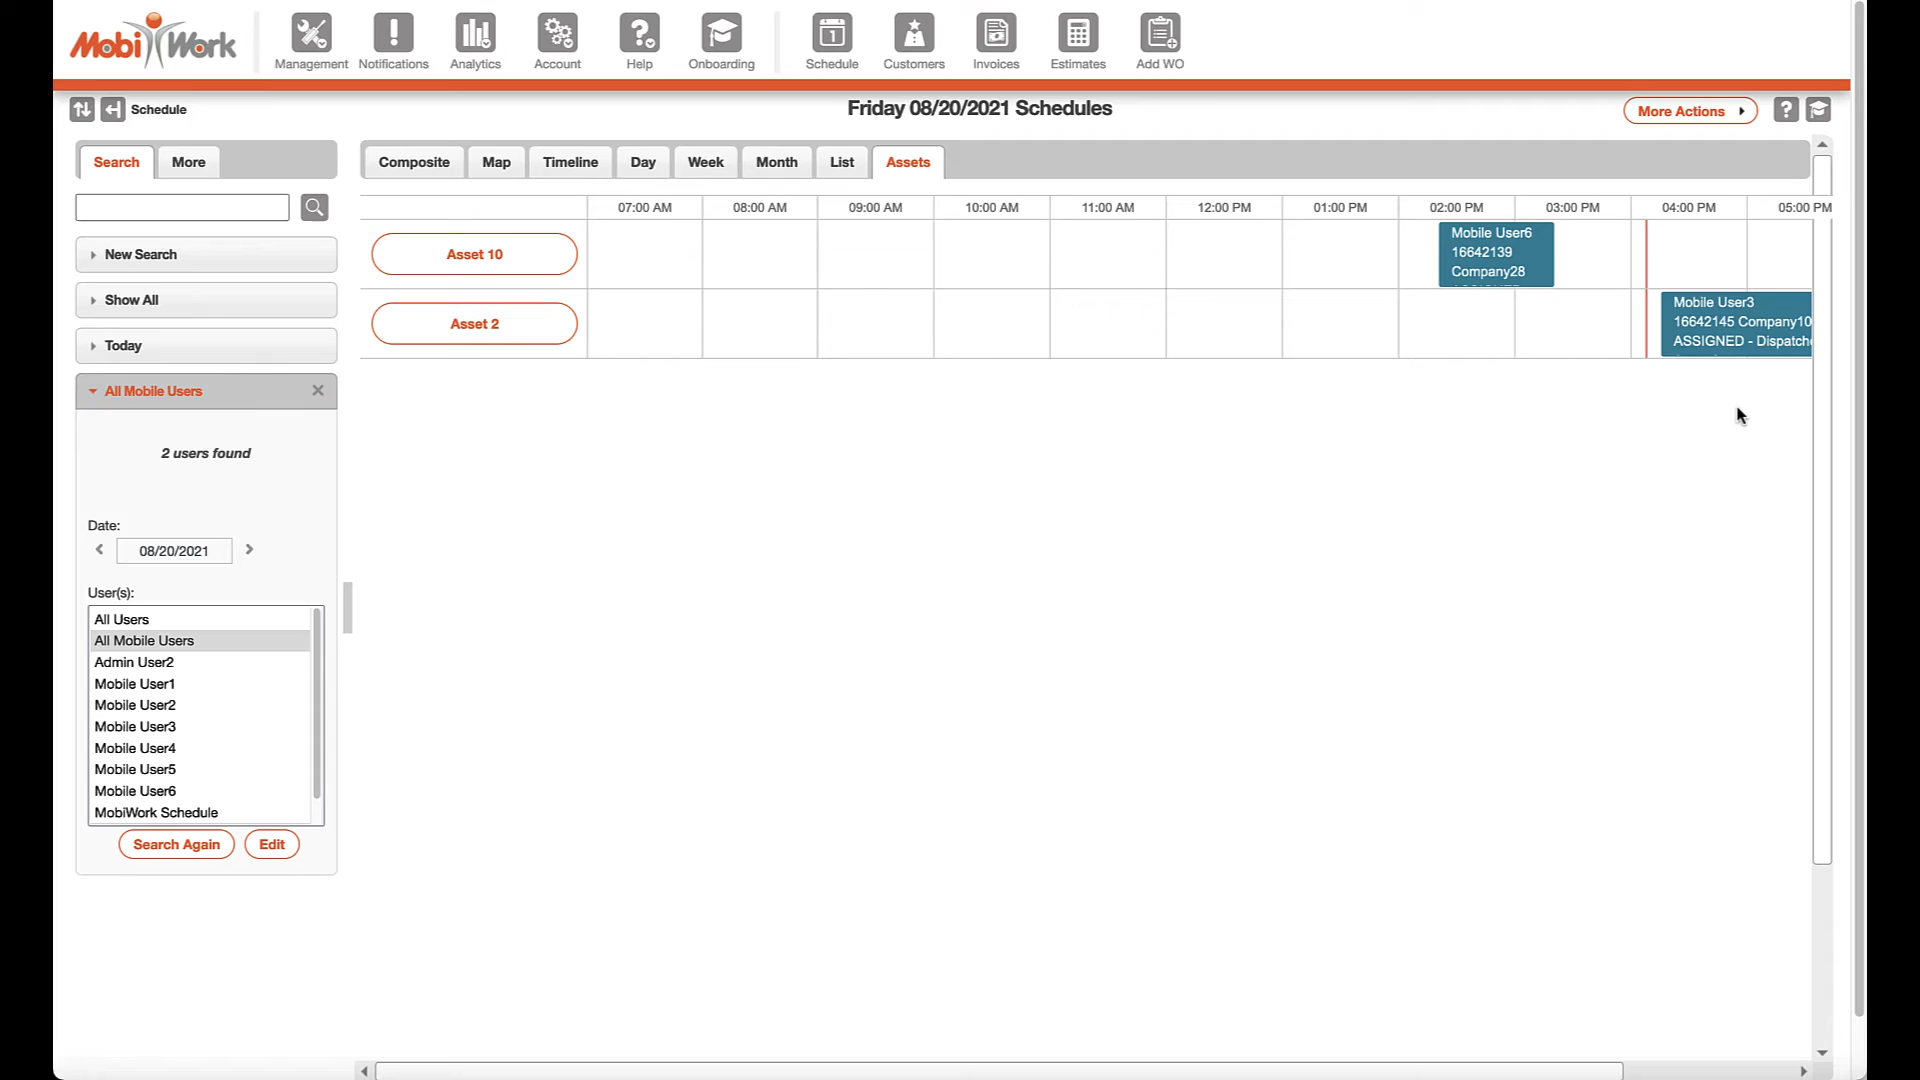 Mobi Work
Management
Notifications
Analytics
Account
Help
Onboarding
Schedule
Customers
Invoices
Estimates
Add WO
Schedule
Friday 08/20/2021 Schedules
More Actions
Search
More
Composite
Map
Timeline
Day
Week
Month
List
Assets
07:00 AM
08:00 AM
09:00 AM
10:00 AM
11:00 AM
12:00 PM
01:00 PM
02:00 PM
03:00 PM
04:00 PM
05:00 PM
New Search
Show All
Today
All Mobile Users
2 users found
Date:
08/20/2021
User(s):
All Users
All Mobile Users
Admin User2
Mobile User1
Mobile User2
Mobile User3
Mobile User4
Mobile User5
Mobile User6
MobiWork Schedule
Search Again
Edit
Asset 10
Mobile User6
16642139
Company28
Asset 2
Mobile User3
16642145 Company10
ASSIGNED - Dispatche